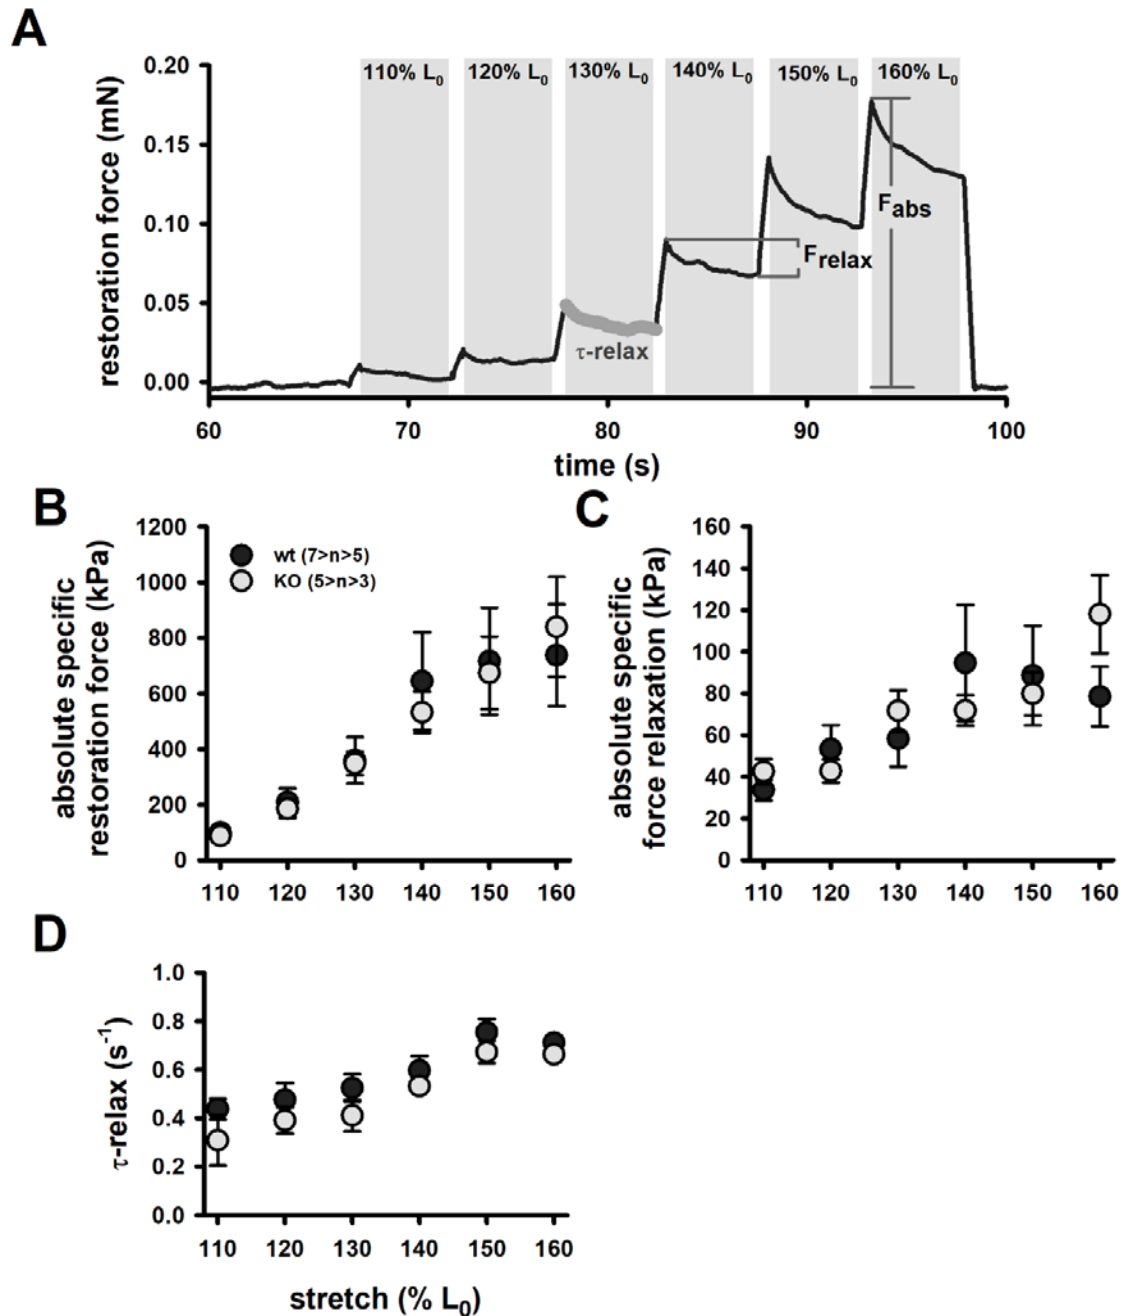 A
restoration force (mN)
0.20
0.15
0.10
0.05
0.00
110% L0
120% L0
130% L0
140% L0
150% L0
160% L0
Fabs
Frelax
τ-relax
60
70
80
90
100
time (s)
B
absolute specific
restoration force (kPa)
1200
1000
800
600
400
200
0
wt (7>n>5)
KO (5>n>3)
110
120
130
140
150
160
C
absolute specific
force relaxation (kPa)
160
140
120
100
80
60
40
20
0
110
120
130
140
150
160
D
τ-relax (s-1)
1.0
0.8
0.6
0.4
0.2
0.0
110
120
130
140
150
160
stretch (% L0)